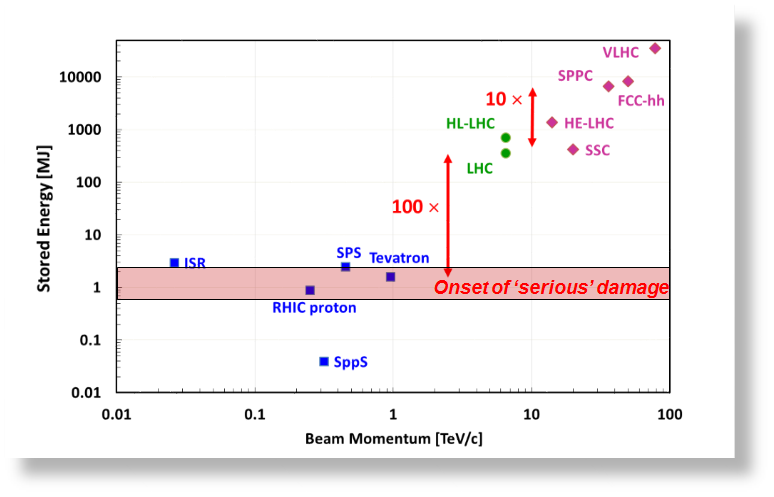 VLHC
10000
SPPC
10 ×
FCC-hh
1000
HL-LHC
HE-LHC
SSC
LHC
100
100 ×
Stored Energy [MJ]
10
SPS
Tevatron
ISR
1
Onset of ‘serious’ damage
RHIC proton
0.1
SppS
0.01
0.01
0.1
1
10
100
Beam Momentum [TeV/c]